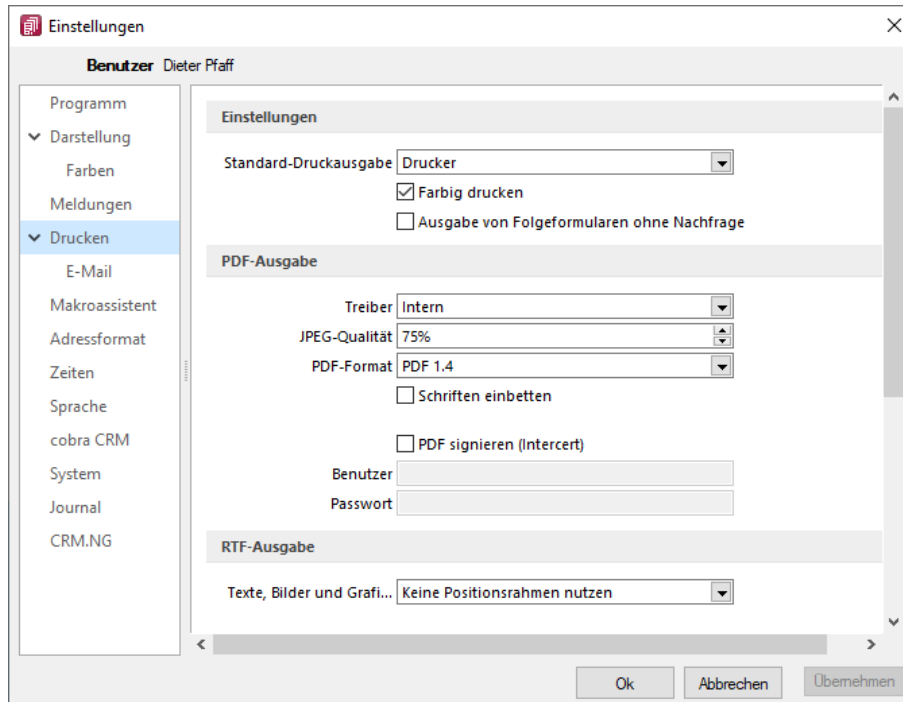 Einstellungen
Benutzer Dieter Pfaff
Programm
Darstellung
Farben
Meldungen
Drucken
E-Mail
Makroassistent
Adressformat
Zeiten
Sprache
cobra CRM
System
Journal
CRM.NG
Einstellungen
Standard-Druckausgabe Drucker
Farbig drucken
Ausgabe von Folgeformularen ohne Nachfrage
PDF-Ausgabe
Treiber Intern
JPEG-Qualität 75%
PDF-Format PDF 1.4
Schriften einbetten
PDF signieren (Intercert)
Benutzer
Passwort
RTF-Ausgabe
Texte, Bilder und Grafi... Keine Positionsrahmen nutzen
Ok Abbrechen Übernehmen